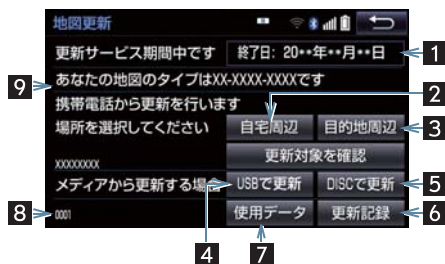 地図更新
更新サービス期間中です 終了日: 20**年**月**日
1
9
あなたの地図のタイプはXX-XXXX-XXXXです
携帯電話から更新を行います
2
場所を選択してください 自宅周辺 目的地周辺
3
更新対象を確認
XXXXXXXX
メディアから更新する場合 USBで更新 DISCで更新
5
8
0001 使用データ 更新記録
6
4
7